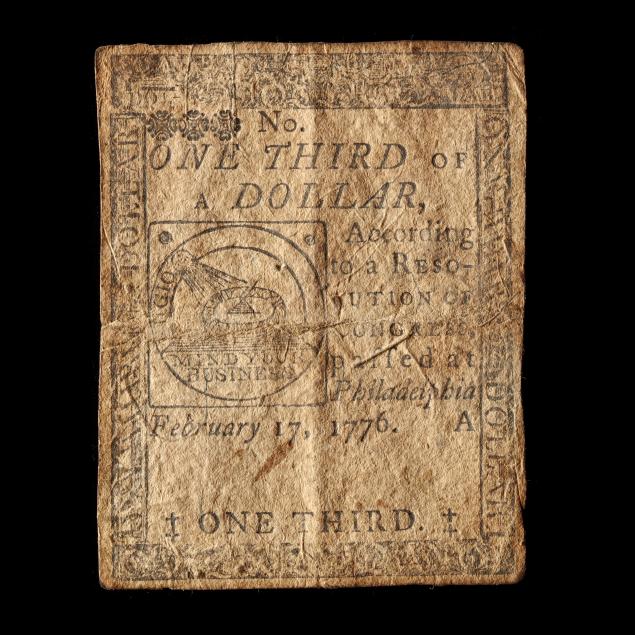 No.
ONE THIRD OF
A DOLLAR,
According
to a RESO-
LUTION OF
CONGRESS,
paſſed at
Philadelphia
February 17, 1776. A
MIND YOUR
BUSINESS
‡ ONE THIRD. ‡